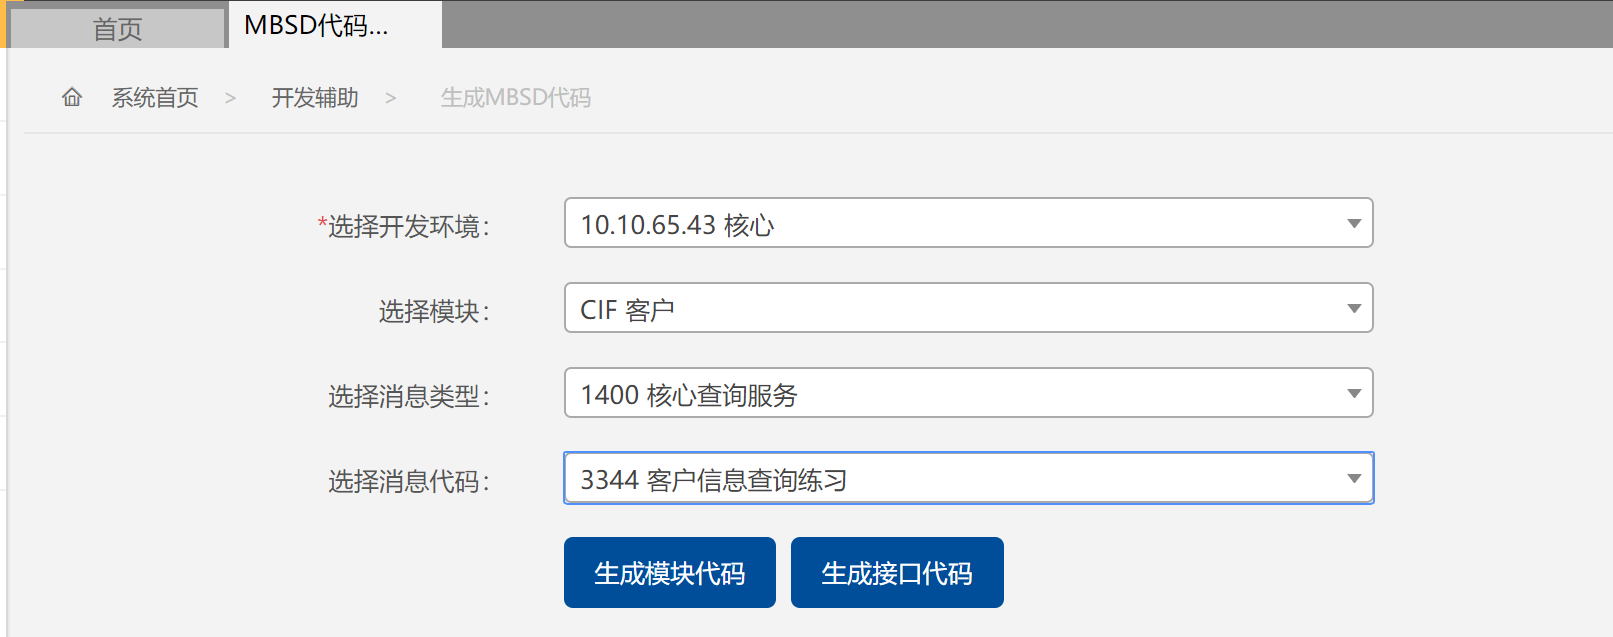 首页 MBSD代码...
系统首页 > 开发辅助 > 生成MBSD代码
*选择开发环境: 10.10.65.43 核心
选择模块: CIF 客户
选择消息类型: 1400 核心查询服务
选择消息代码: 3344 客户信息查询练习
生成模块代码 生成接口代码